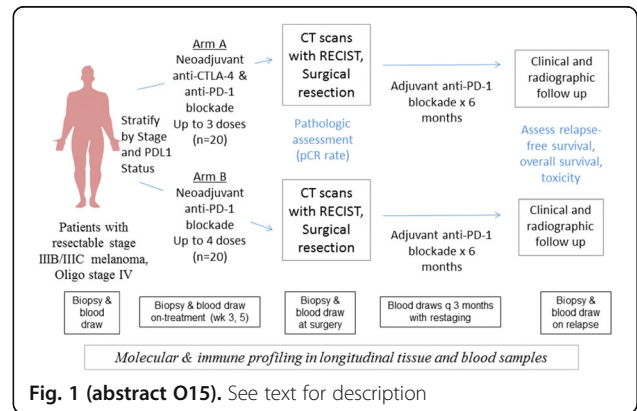 Arm A
Neoadjuvant
anti-CTLA-4 &
anti-PD-1
blockade
Up to 3 doses
(n=20)
CT scans
with RECIST,
Surgical
resection
Adjuvant anti-PD-1
blockade x 6
months
Clinical and
radiographic
follow up
Stratify
by Stage
and PDL1
Status
Pathologic
assessment
(pCR rate)
Assess relapse-
free survival,
overall survival,
toxicity
Arm B
Neoadjuvant
anti-PD-1
blockade
Up to 4 doses
(n=20)
CT scans
with RECIST,
Surgical
resection
Adjuvant anti-PD-1
blockade x 6
months
Clinical and
radiographic
follow up
Patients with
resectable stage
IIIB/IIIC melanoma,
Oligo stage IV
Biopsy &
blood
draw
Biopsy & blood draw
on-treatment (wk 3, 5)
Biopsy &
blood draw
at surgery
Blood draws q 3 months
with restaging
Biopsy &
blood draw
on relapse
Molecular & immune profiling in longitudinal tissue and blood samples
Fig. 1 (abstract O15). See text for description